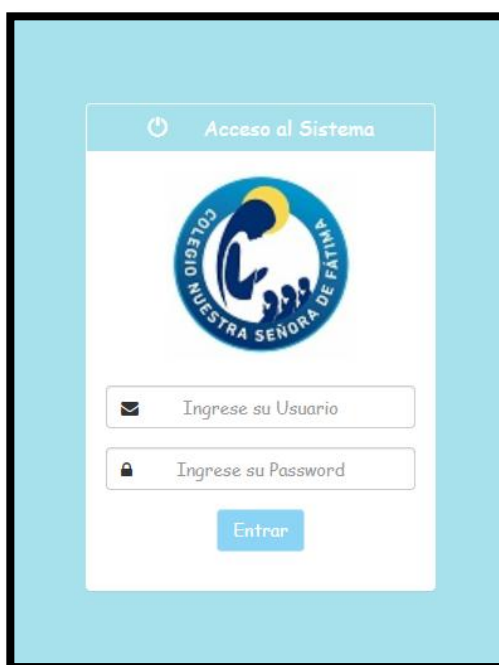 Acceso al Sistema
COLEGIO NUESTRA SEÑORA DE FÁTIMA
Ingrese su Usuario
Ingrese su Password
Entrar